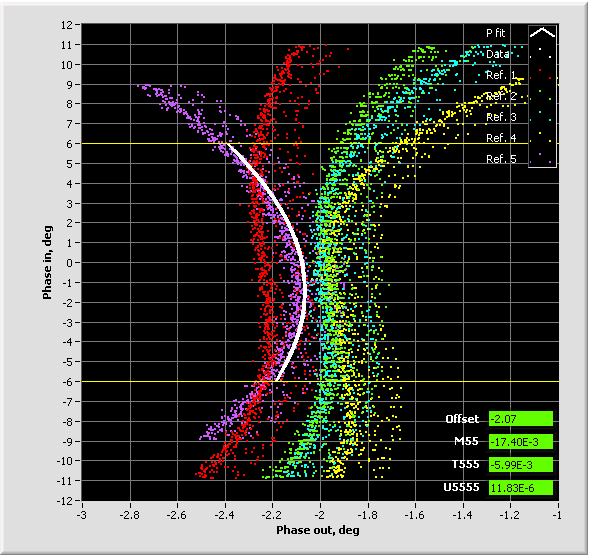 12
11
10
9
8
7
6
5
4
3
2
1
0
-1
-2
-3
-4
-5
-6
-7
-8
-9
-10
-11
-12
Phase in, deg
P fit
Data
Ref. 1
Ref. 2
Ref. 3
Ref. 4
Ref. 5
Offset -2.07
M55 -17.40E-3
T555 -5.99E-3
U5555 11.83E-6
-3 -2.8 -2.6 -2.4 -2.2 -2 -1.8 -1.6 -1.4 -1.2 -1
Phase out, deg